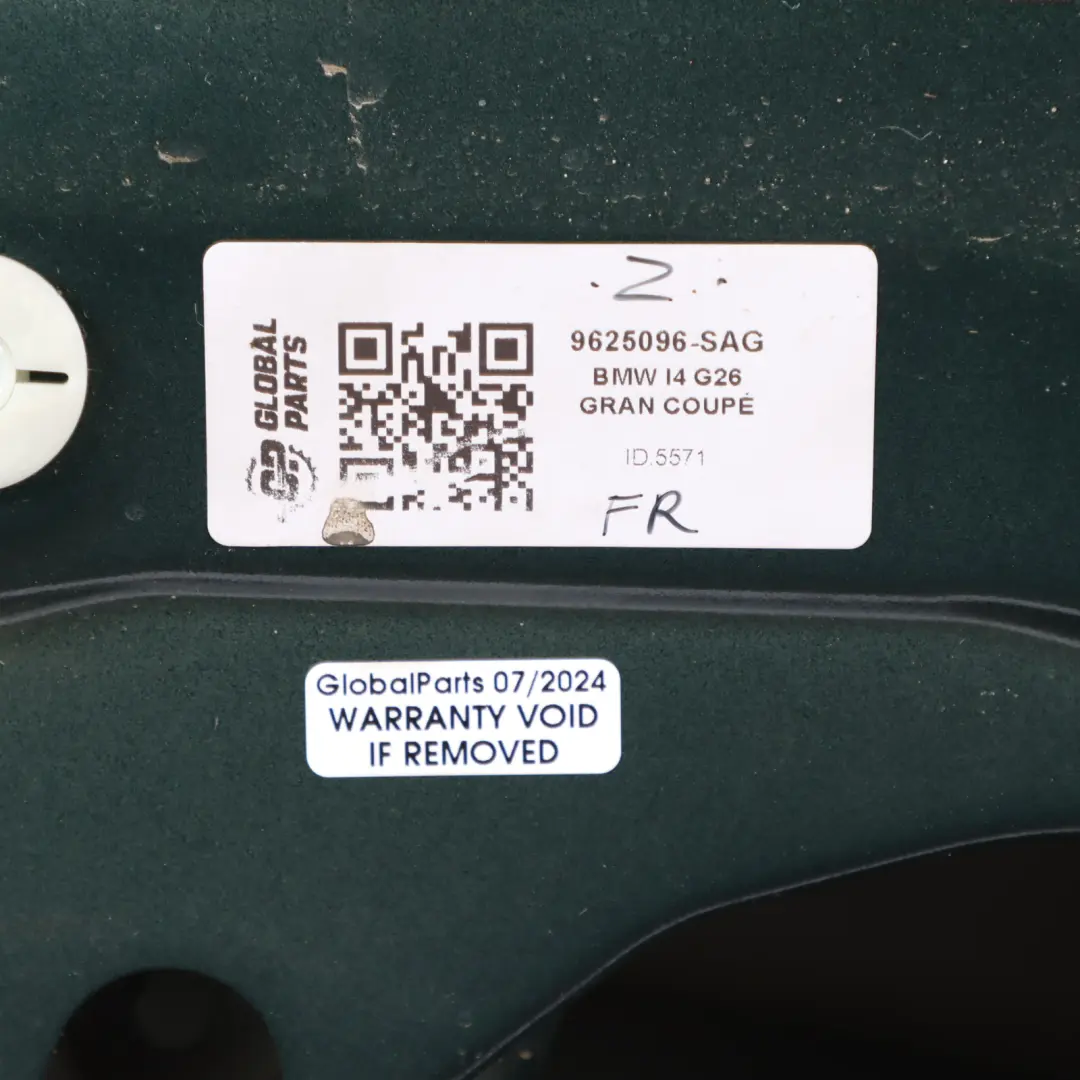 Z
GLOBAL
PARTS
9625096-SAG
BMW I4 G26
GRAN COUPÉ
ID.5571
FR
GlobalParts 07/2024
WARRANTY VOID
IF REMOVED